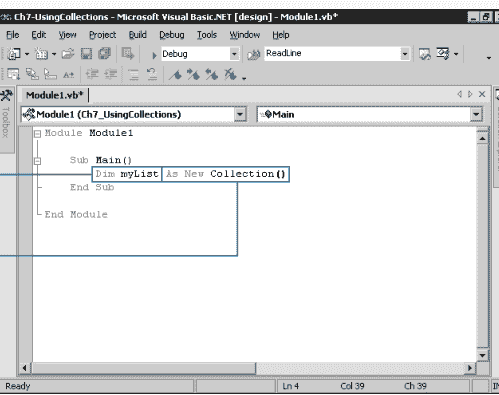 Ch7-UsingCollections - Microsoft Visual Basic.NET [design] - Module1.vb*
File Edit View Project Build Debug Tools Window Help
Debug ReadLine
Module1.vb*
Toolbox
Module1 (Ch7_UsingCollections) Main
Module Module1
Sub Main()
Dim myList As New Collection()
End Sub
End Module
Ready Ln 4 Col 39 Ch 39